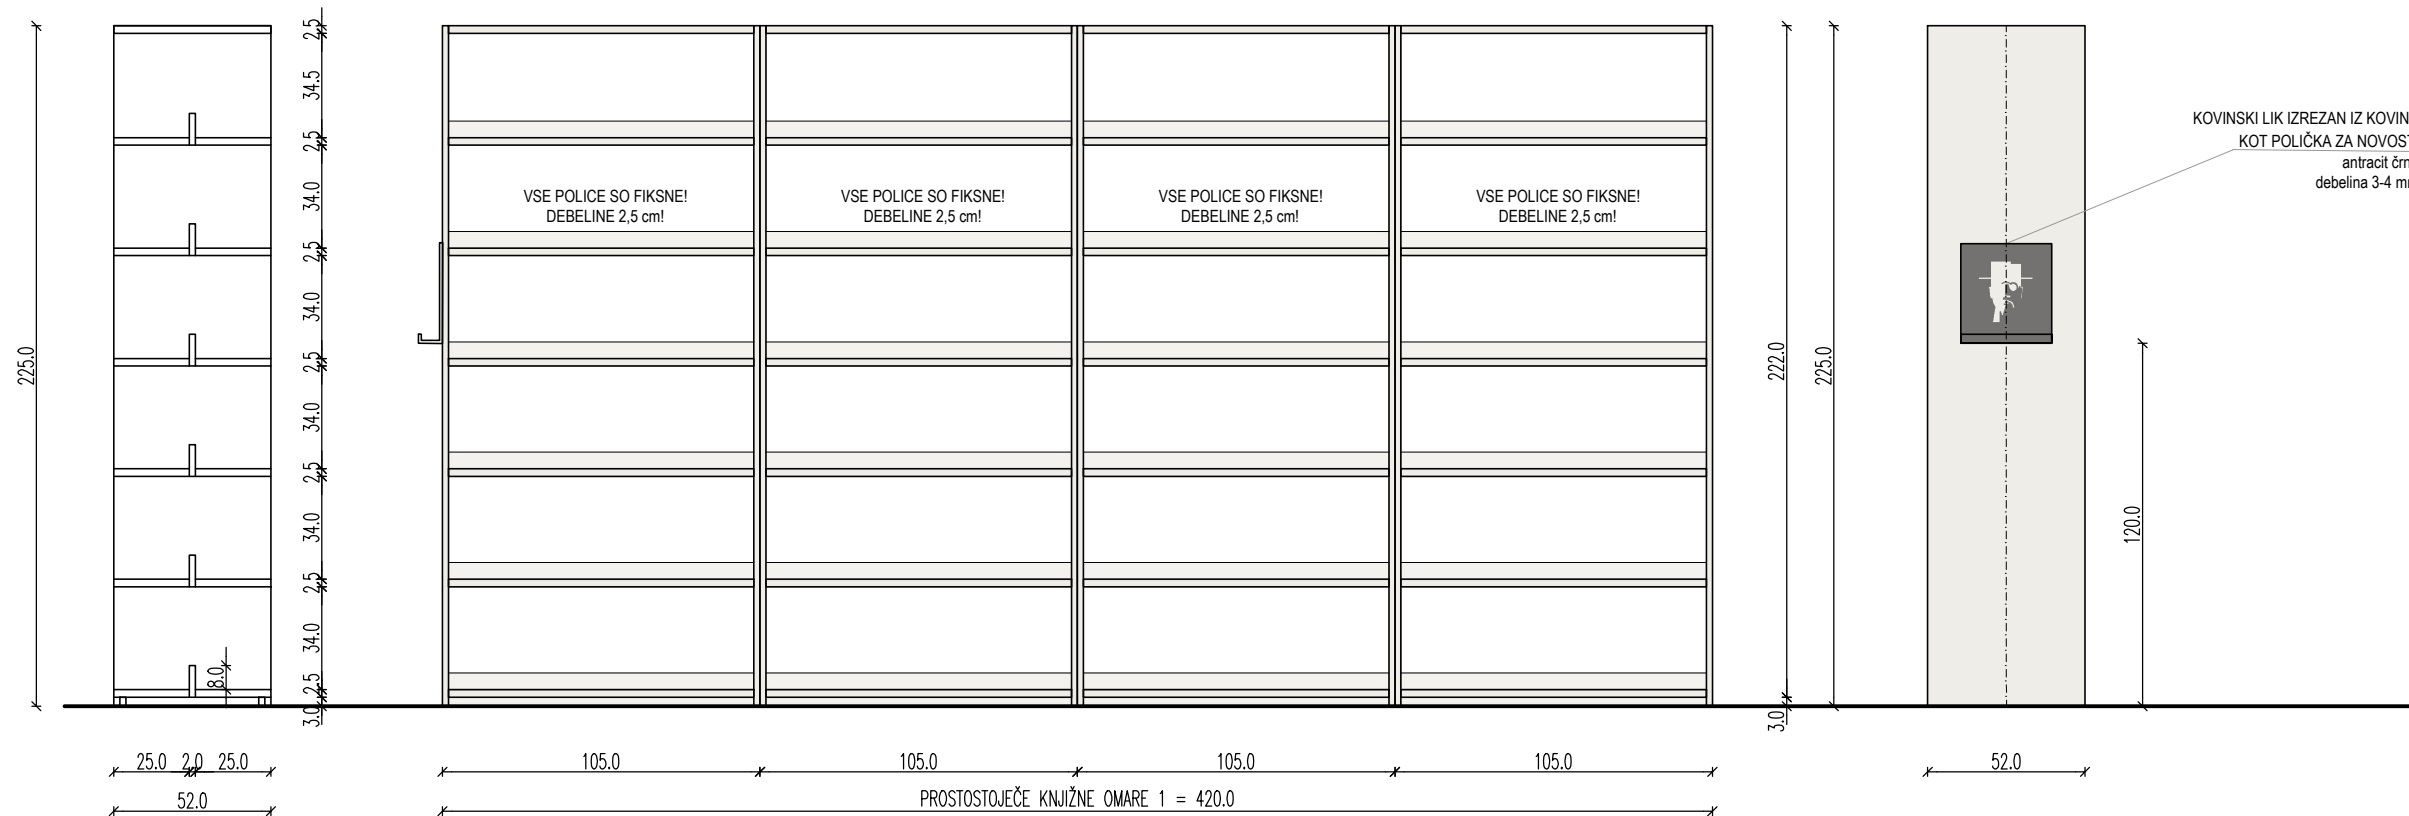 225.0
2.5
34.5
2.5
34.0
2.5
34.0
2.5
34.0
2.5
34.0
2.5
34.0
2.5
3.0
8.0
25.0 2.0 25.0
52.0
VSE POLICE SO FIKSNE!
DEBELINE 2,5 cm!
VSE POLICE SO FIKSNE!
DEBELINE 2,5 cm!
VSE POLICE SO FIKSNE!
DEBELINE 2,5 cm!
VSE POLICE SO FIKSNE!
DEBELINE 2,5 cm!
105.0 105.0 105.0 105.0
PROSTOSTOJEČE KNJIŽNE OMARE 1 = 420.0
222.0
3.0
225.0
KOVINSKI LIK IZREZAN IZ KOVIN
KOT POLIČKA ZA NOVOST
antracit črn
debelina 3-4 m
120.0
52.0